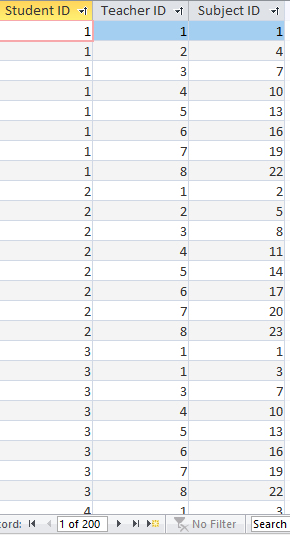 Student ID Teacher ID Subject ID
1 1 1
1 2 4
1 3 7
1 4 10
1 5 13
1 6 16
1 7 19
1 8 22
2 1 2
2 2 5
2 3 8
2 4 11
2 5 14
2 6 17
2 7 20
2 8 23
3 1 1
3 1 3
3 3 7
3 4 10
3 5 13
3 6 16
3 7 19
3 8 22
4 1 3
ord: 1 of 200 No Filter Search